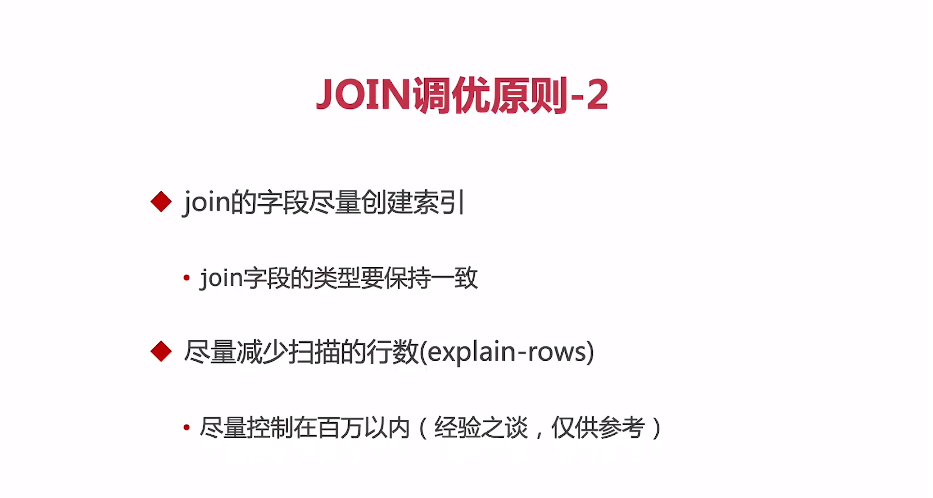 JOIN调优原则-2
join的字段尽量创建索引
join字段的类型要保持一致
尽量减少扫描的行数(explain-rows)
尽量控制在百万以内（经验之谈，仅供参考）